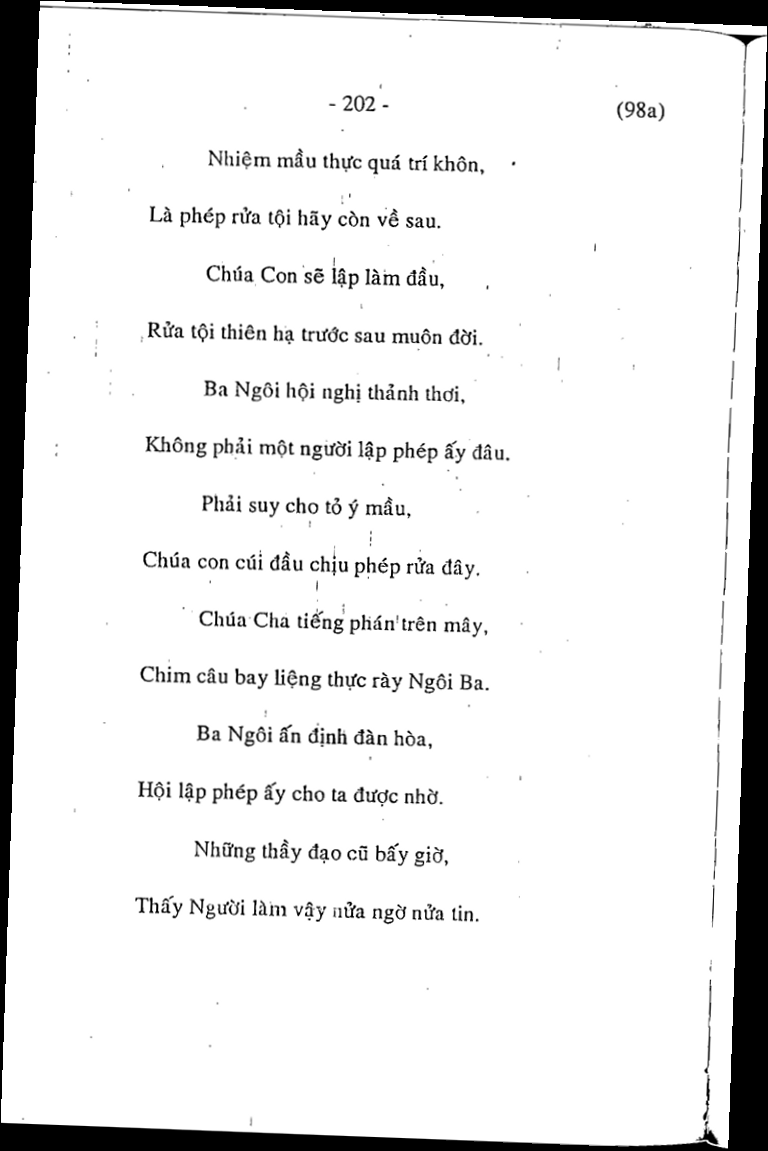 - 202 -
(98a)
Nhiệm mầu thực quá trí khôn,
Là phép rửa tội hãy còn về sau.
Chúa Con sẽ lập làm đầu,
Rửa tội thiên hạ trước sau muôn đời.
Ba Ngôi hội nghị thảnh thơi,
Không phải một người lập phép ấy đâu.
Phải suy cho tỏ ý mầu,
Chúa con cúi đầu chịu phép rửa đây.
Chúa Cha tiếng phán trên mây,
Chim câu bay liệng thực rày Ngôi Ba.
Ba Ngôi ấn định đàn hòa,
Hội lập phép ấy cho ta được nhờ.
Những thầy đạo cũ bấy giờ,
Thấy Người làm vậy nửa ngờ nửa tin.